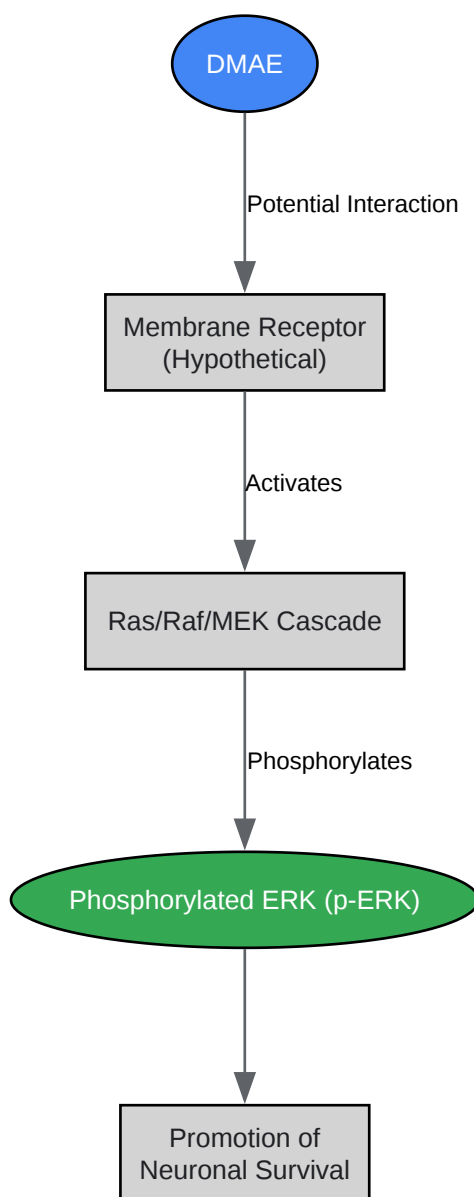 DMAE
Potential Interaction
Membrane Receptor
(Hypothetical)
Activates
Ras/Raf/MEK Cascade
Phosphorylates
Phosphorylated ERK (p-ERK)
Promotion of
Neuronal Survival